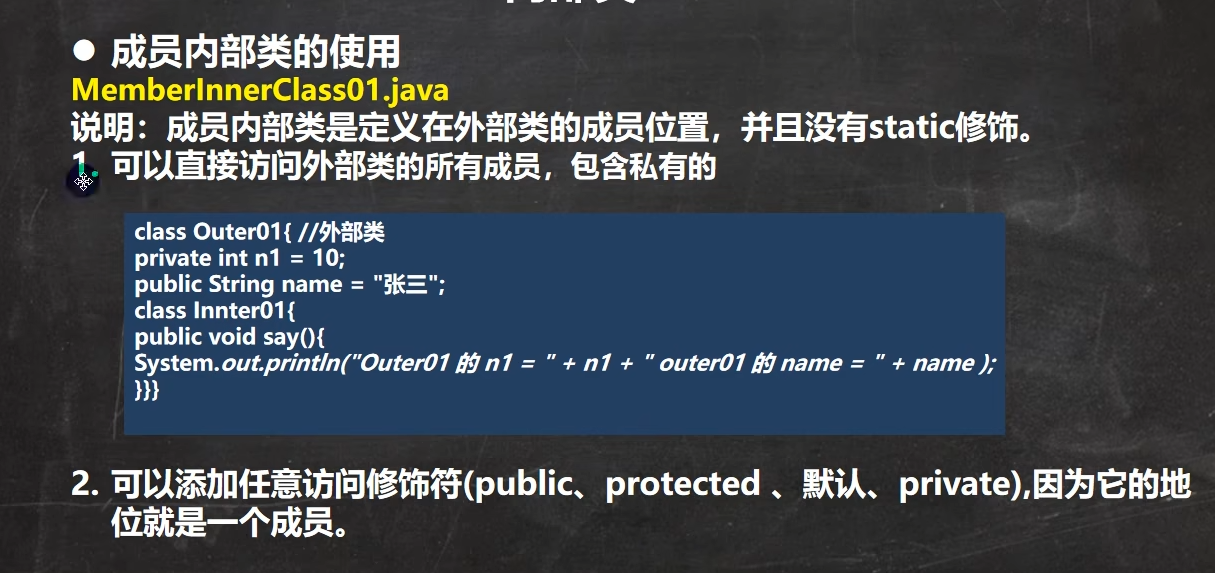 ● 成员内部类的使用
MemberInnerClass01.java
说明：成员内部类是定义在外部类的成员位置，并且没有static修饰。
1. 可以直接访问外部类的所有成员，包含私有的
class Outer01{ //外部类
private int n1 = 10;
public String name = "张三";
class Innter01{
public void say(){
System.out.println("Outer01 的 n1 = " + n1 + " outer01 的 name = " + name );
}}}
2. 可以添加任意访问修饰符(public、protected 、默认、private),因为它的地
位就是一个成员。